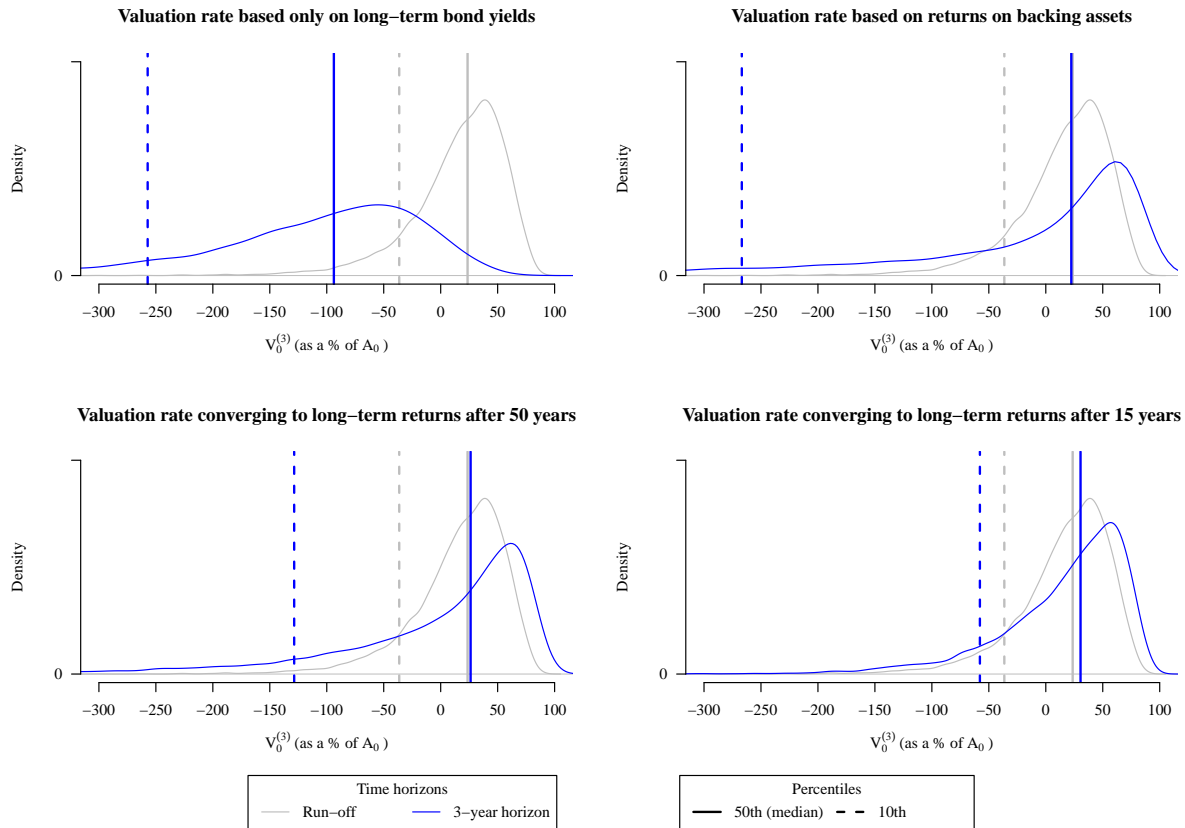 Valuation rate based only on long−term bond yields
Density
0
−300 −250 −200 −150 −100 −50 0 50 100
V₀⁽³⁾ (as a % of A₀ )
Valuation rate based on returns on backing assets
Density
0
−300 −250 −200 −150 −100 −50 0 50 100
V₀⁽³⁾ (as a % of A₀ )
Valuation rate converging to long−term returns after 50 years
Density
0
−300 −250 −200 −150 −100 −50 0 50 100
V₀⁽³⁾ (as a % of A₀ )
Valuation rate converging to long−term returns after 15 years
Density
0
−300 −250 −200 −150 −100 −50 0 50 100
V₀⁽³⁾ (as a % of A₀ )
Time horizons
Run−off 3−year horizon
Percentiles
50th (median) 10th